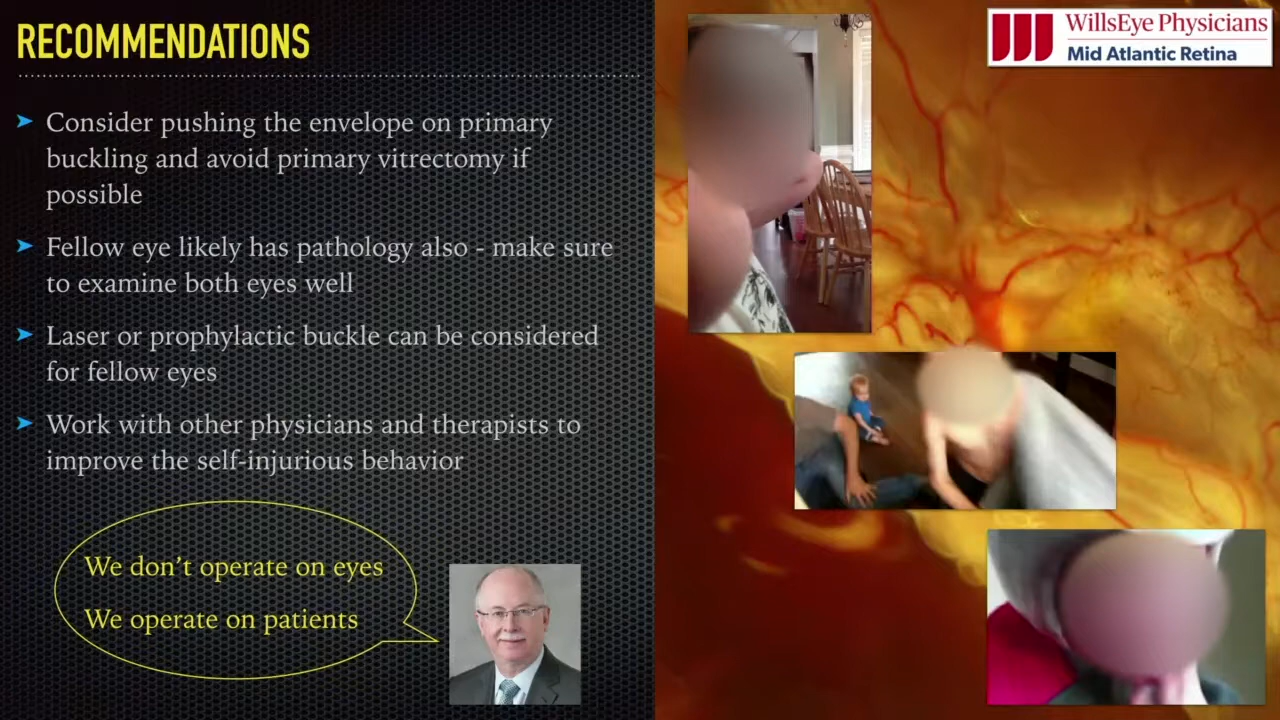 RECOMMENDATIONS
WillsEye Physicians
Mid Atlantic Retina
Consider pushing the envelope on primary
buckling and avoid primary vitrectomy if
possible
Fellow eye likely has pathology also - make sure
to examine both eyes well
Laser or prophylactic buckle can be considered
for fellow eyes
Work with other physicians and therapists to
improve the self-injurious behavior
We don't operate on eyes
We operate on patients